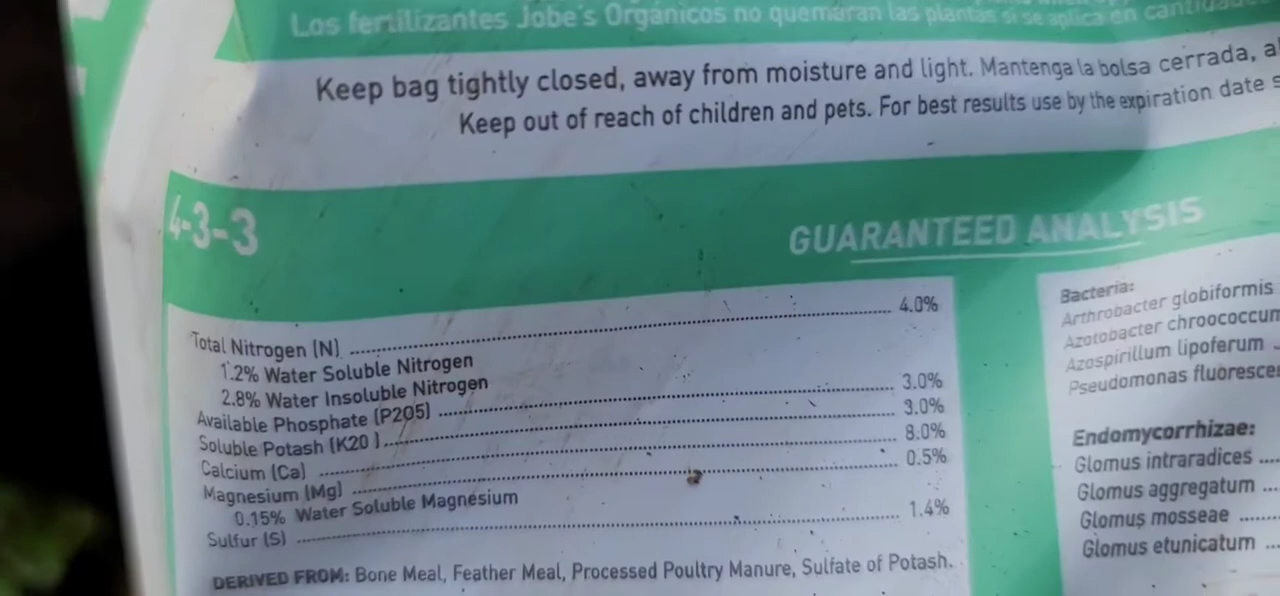 Los fertilizantes Jobe's Orgánicos no quemaran las plantas si se aplica en
Keep bag tightly closed, away from moisture and light. Mantenga la bolsa cerrada,
Keep out of reach of children and pets. For best results use by the expiration date
4-3-3
GUARANTEED ANALYSIS
Total Nitrogen (N) 4.0%
1.2% Water Soluble Nitrogen
2.8% Water Insoluble Nitrogen
Available Phosphate (P205) 3.0%
Soluble Potash (K20 ) 3.0%
Calcium (Ca) 8.0%
Magnesium (Mg) 0.5%
0.15% Water Soluble Magnesium
Sulfur (S) 1.4%
DERIVED FROM: Bone Meal, Feather Meal, Processed Poultry Manure, Sulfate of Potash.
Bacteria:
Arthrobacter globiformis
Azotobacter chroococcum
Azospirillum lipoferum
Pseudomonas
Endomycorrhizae:
Glomus intraradices
Glomus aggregatum
Glomus mosseae
Glomus etunicatum